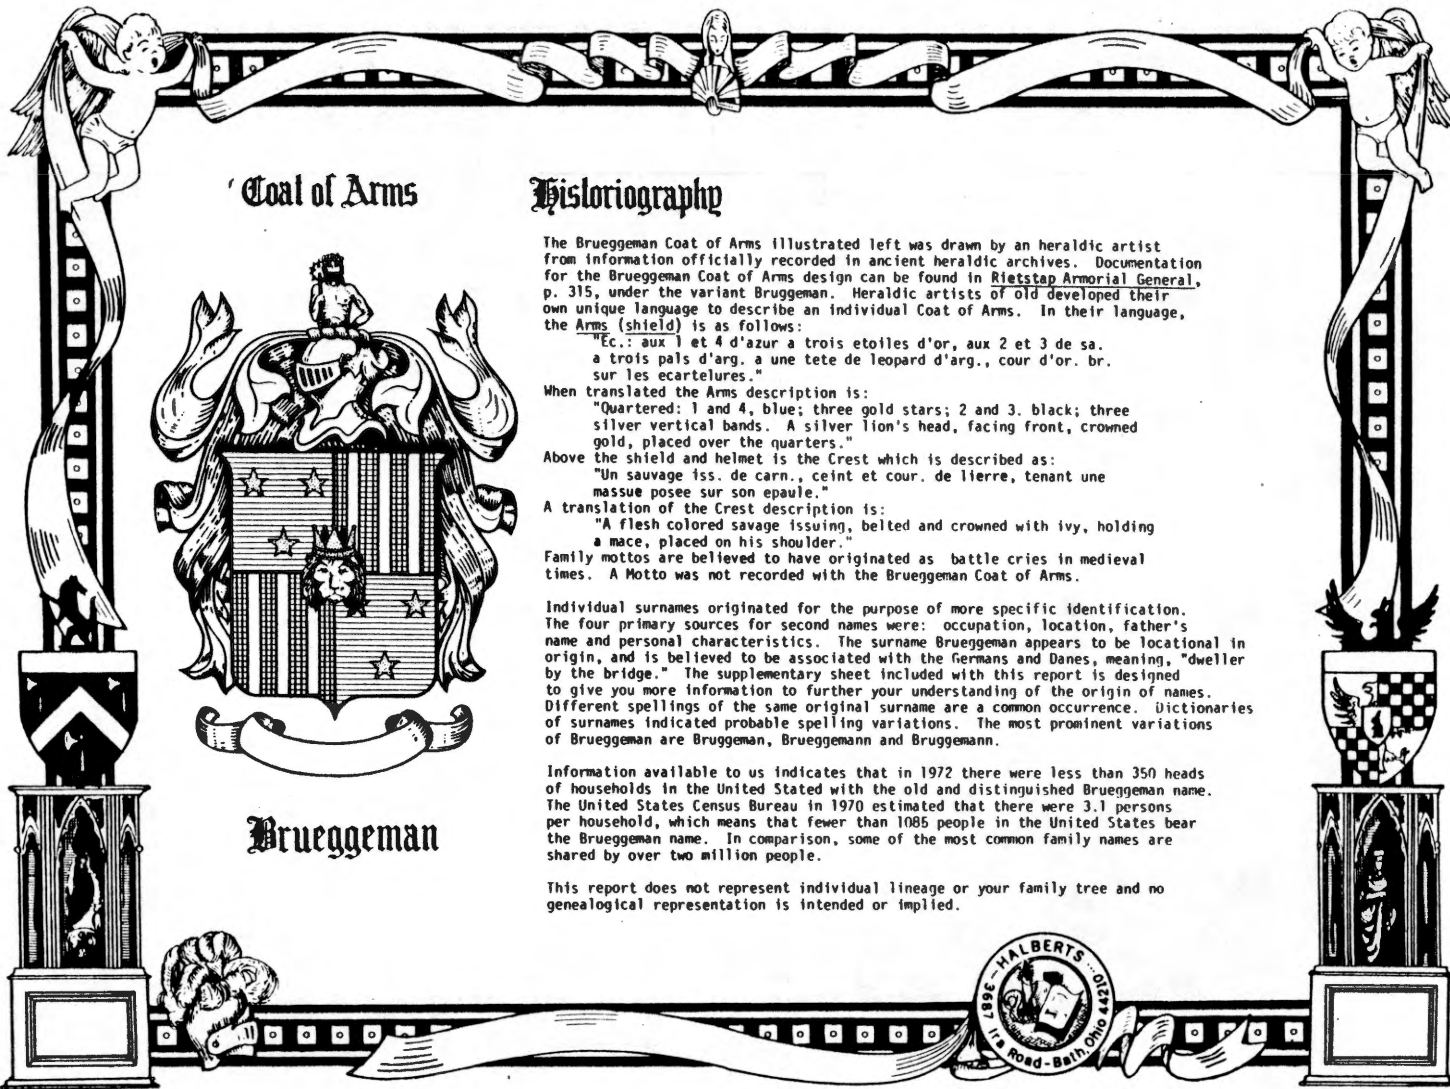 Coat of Arms
Brueggeman
Historiography
The Brueggeman Coat of Arms illustrated left was drawn by an heraldic artist
from information officially recorded in ancient heraldic archives. Documentation
for the Brueggeman Coat of Arms design can be found in Rietstap Armorial General,
p. 315, under the variant Bruggeman. Heraldic artists of old developed their
own unique language to describe an individual Coat of Arms. In their language,
the Arms (shield) is as follows:
"Ec.: aux 1 et 4 d'azur a trois etoiles d'or, aux 2 et 3 de sa.
a trois pals d'arg. a une tete de leopard d'arg., cour d'or. br.
sur les ecartelures."
When translated the Arms description is:
"Quartered: 1 and 4, blue; three gold stars; 2 and 3. black; three
silver vertical bands. A silver lion's head, facing front, crowned
gold, placed over the quarters."
Above the shield and helmet is the Crest which is described as:
"Un sauvage iss. de carn., ceint et cour. de lierre, tenant une
massue posee sur son epaule."
A translation of the Crest description is:
"A flesh colored savage issuing, belted and crowned with ivy, holding
a mace, placed on his shoulder."
Family mottos are believed to have originated as battle cries in medieval
times. A Motto was not recorded with the Brueggeman Coat of Arms.
Individual surnames originated for the purpose of more specific identification.
The four primary sources for second names were: occupation, location, father's
name and personal characteristics. The surname Brueggeman appears to be locational in
origin, and is believed to be associated with the Germans and Danes, meaning, "dweller
by the bridge." The supplementary sheet included with this report is designed
to give you more information to further your understanding of the origin of names.
Different spellings of the same original surname are a common occurrence. Dictionaries
of surnames indicated probable spelling variations. The most prominent variations
of Brueggeman are Bruggeman, Brueggemann and Bruggemann.
Information available to us indicates that in 1972 there were less than 350 heads
of households in the United Stated with the old and distinguished Brueggeman name.
The United States Census Bureau in 1970 estimated that there were 3.1 persons
per household, which means that fewer than 1085 people in the United States bear
the Brueggeman name. In comparison, some of the most common family names are
shared by over two million people.
This report does not represent individual lineage or your family tree and no
genealogical representation is intended or implied.
HALBERTS ... 3687 Ira Road - Bath, Ohio 44210